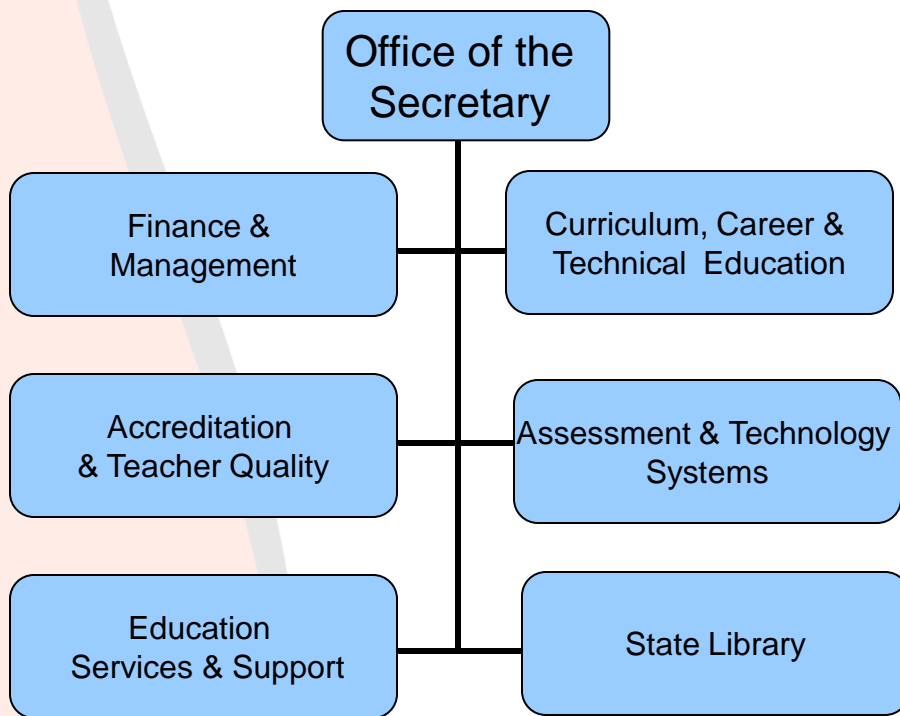 Office of the
Secretary
Finance &
Management
Curriculum, Career &
Technical Education
Accreditation
& Teacher Quality
Assessment & Technology
Systems
Education
Services & Support
State Library